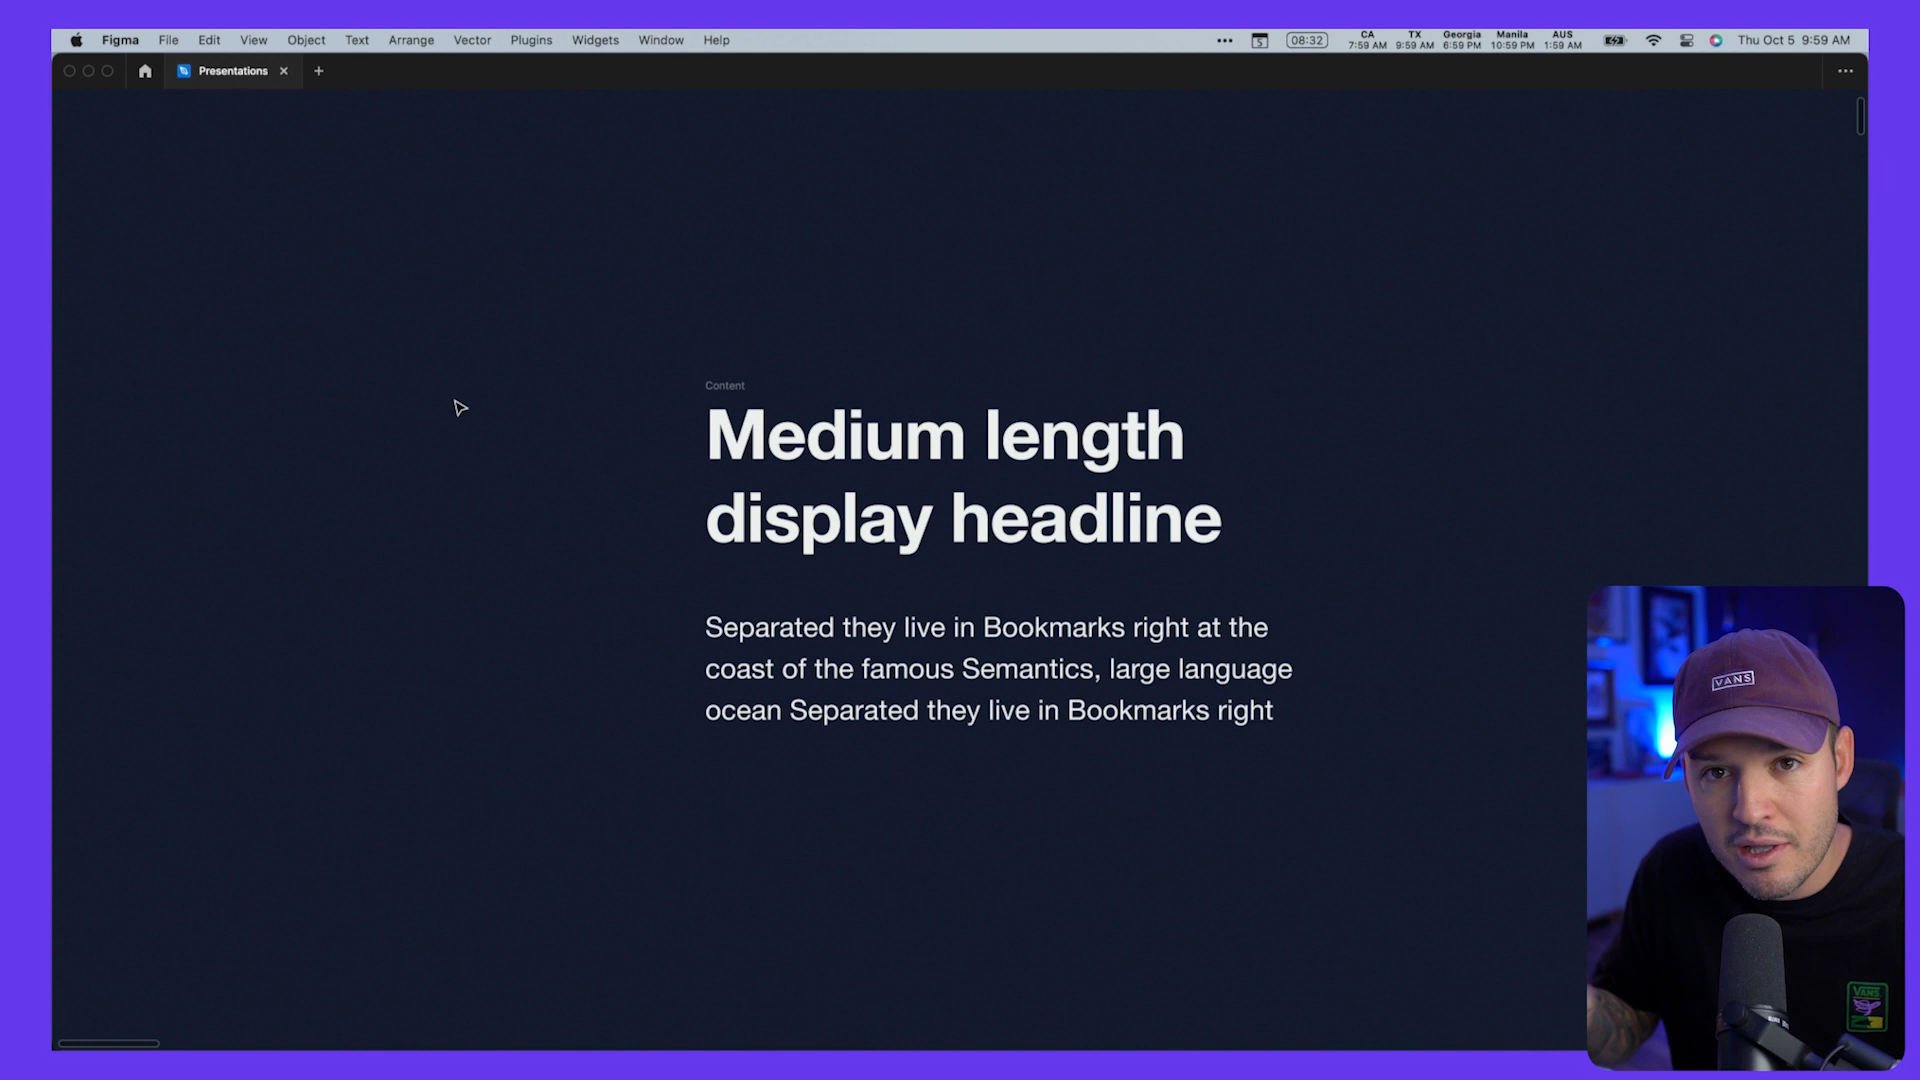 Figma File Edit View Object Text Arrange Vector Plugins Widgets Window Help
5 08:32
CA TX Georgia Manila AUS
7:59 AM 9:59 AM 6:59 PM 10:59 PM 1:59 AM
Thu Oct 5 9:59 AM
Presentations
Content
Medium length
display headline
Separated they live in Bookmarks right at the
coast of the famous Semantics, large language
ocean Separated they live in Bookmarks right
VANS
VANS